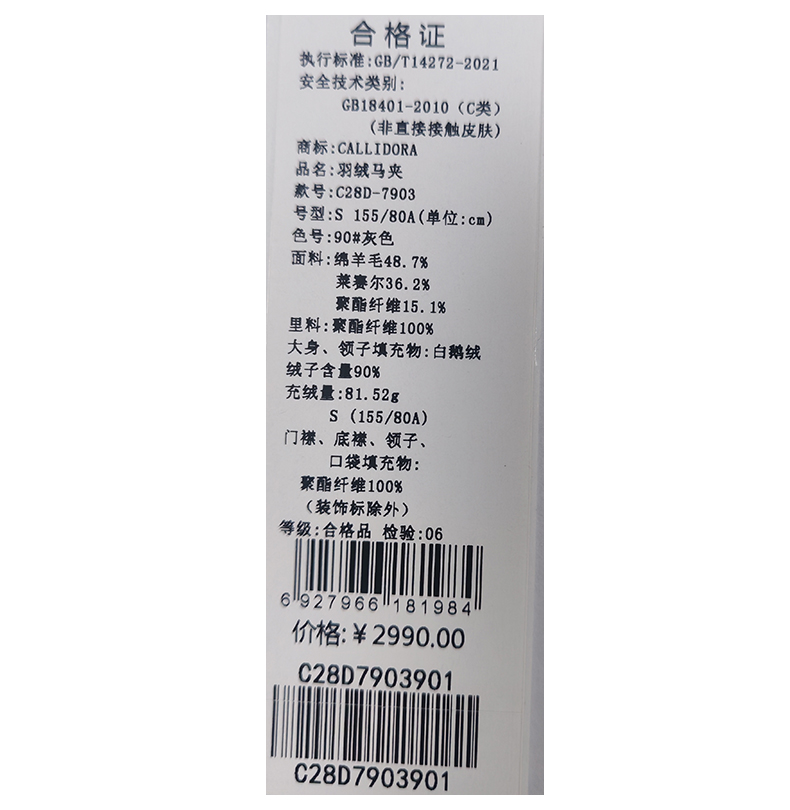 合格证
执行标准:GB/T14272-2021
安全技术类别:
GB18401-2010（C类）
(非直接接触皮肤)
商标:CALLIDORA
品名:羽绒马夹
款号:C28D-7903
号型:S 155/80A(单位:cm)
色号:90#灰色
面料:绵羊毛48.7%
莱赛尔36.2%
聚酯纤维15.1%
里料:聚酯纤维100%
大身、领子填充物:白鹅绒
绒子含量90%
充绒量:81.52g
S (155/80A)
门襟、底襟、领子、
口袋填充物:
聚酯纤维100%
（装饰标除外）
等级:合格品 检验:06
6 927966 181984
价格:￥2990.00
C28D7903901
C28D7903901